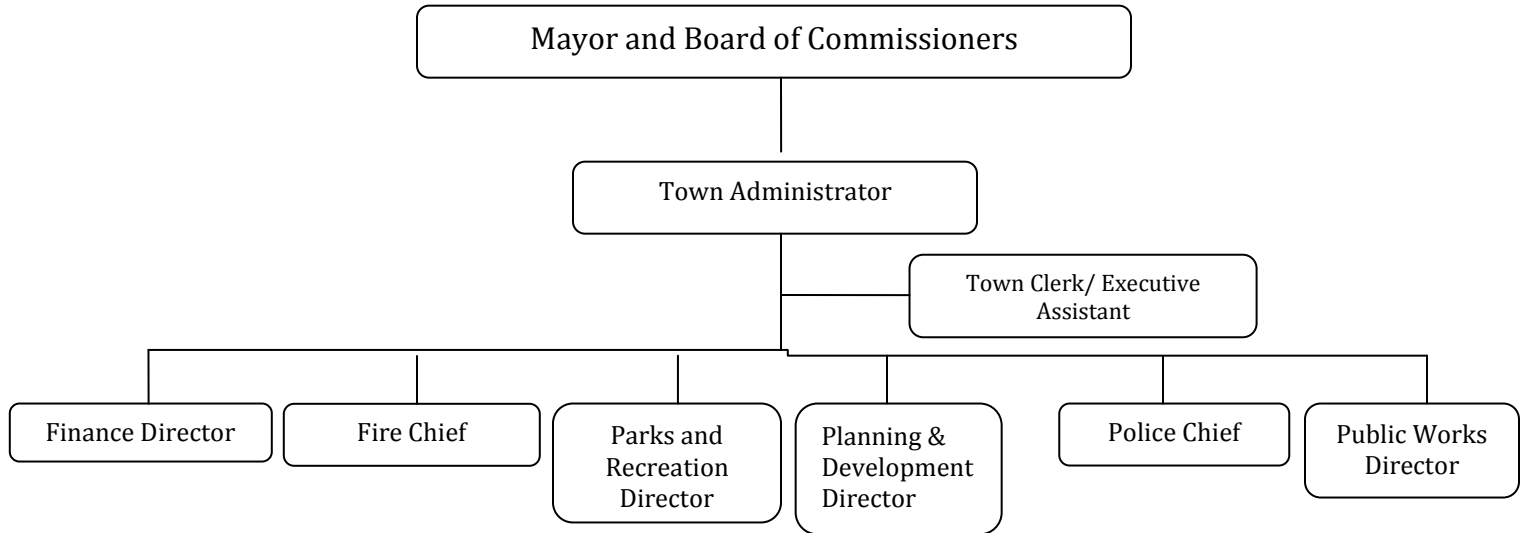 Mayor and Board of Commissioners
Town Administrator
Town Clerk/ Executive
Assistant
Finance Director
Fire Chief
Parks and
Recreation
Director
Planning &
Development
Director
Police Chief
Public Works
Director